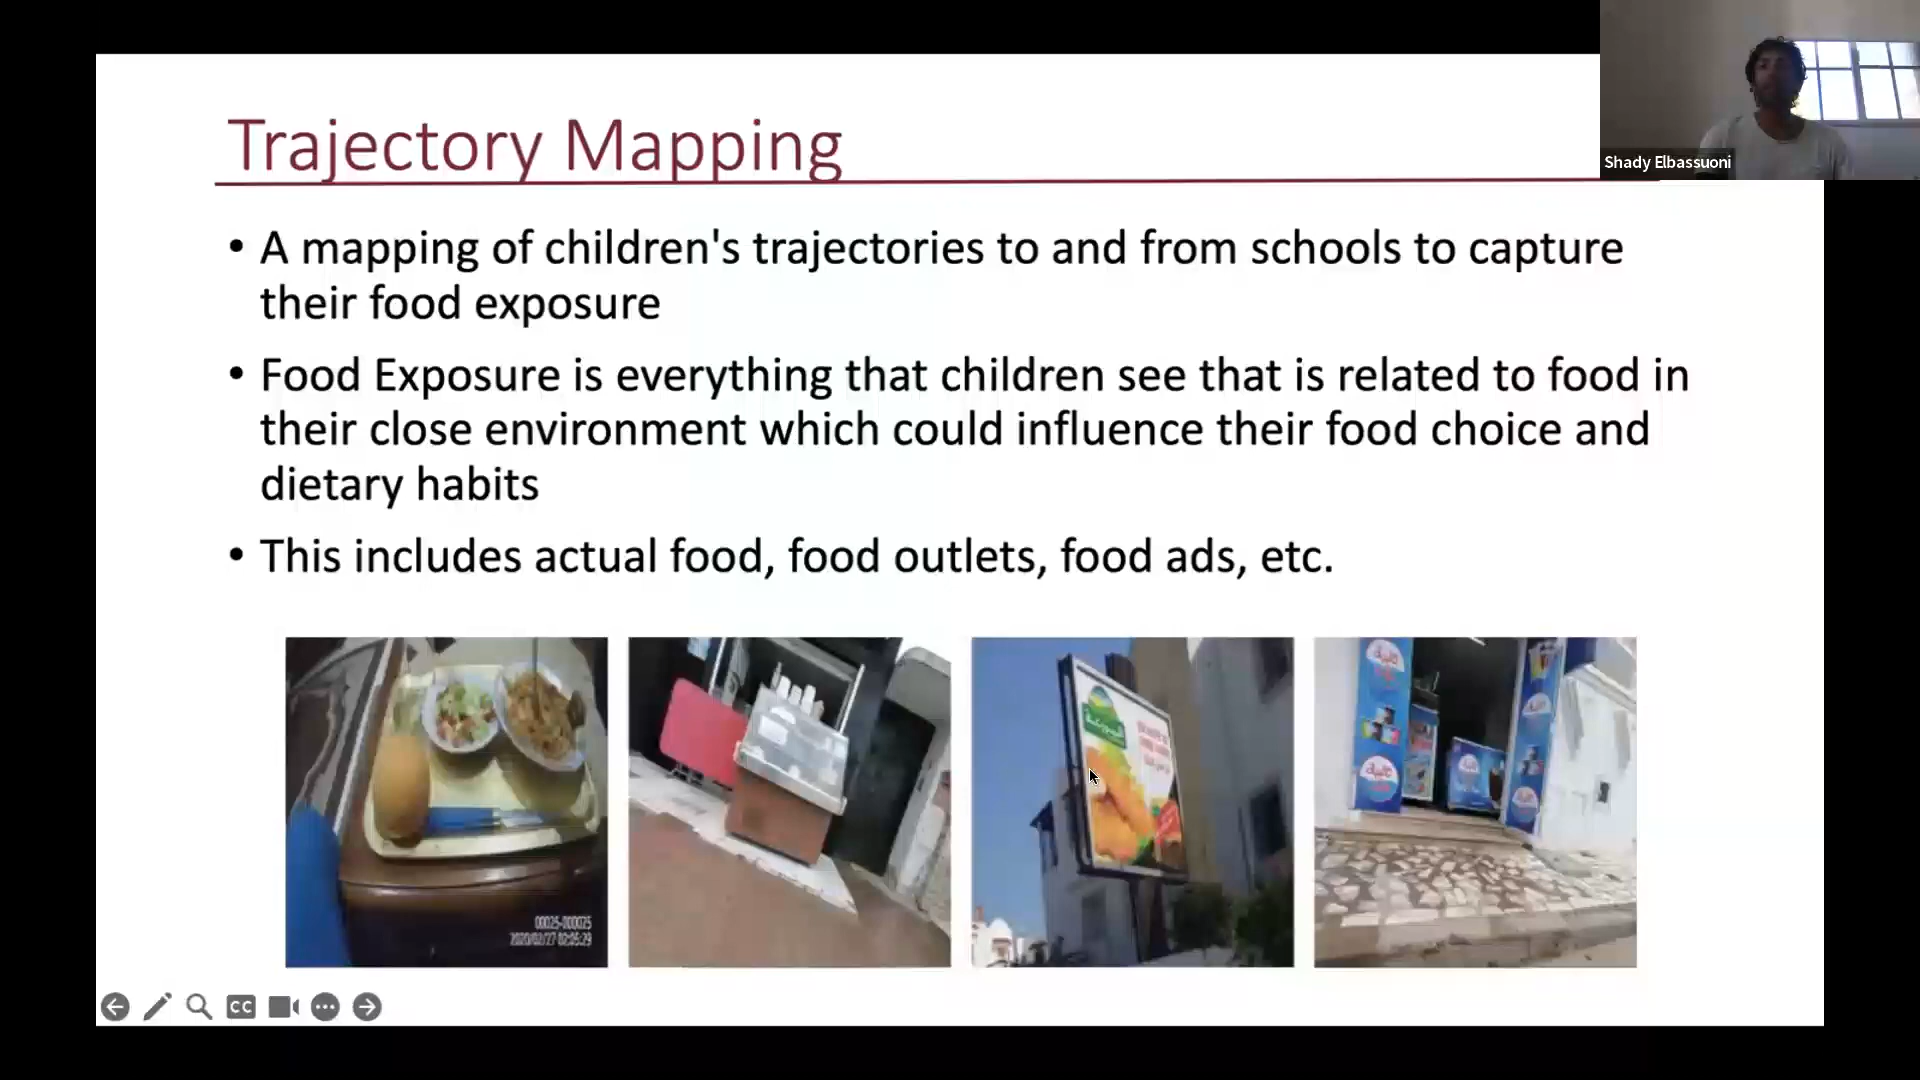 Trajectory Mapping
Shady Elbassuoni
• A mapping of children's trajectories to and from schools to capture
their food exposure
• Food Exposure is everything that children see that is related to food in
their close environment which could influence their food choice and
dietary habits
• This includes actual food, food outlets, food ads, etc.
CC